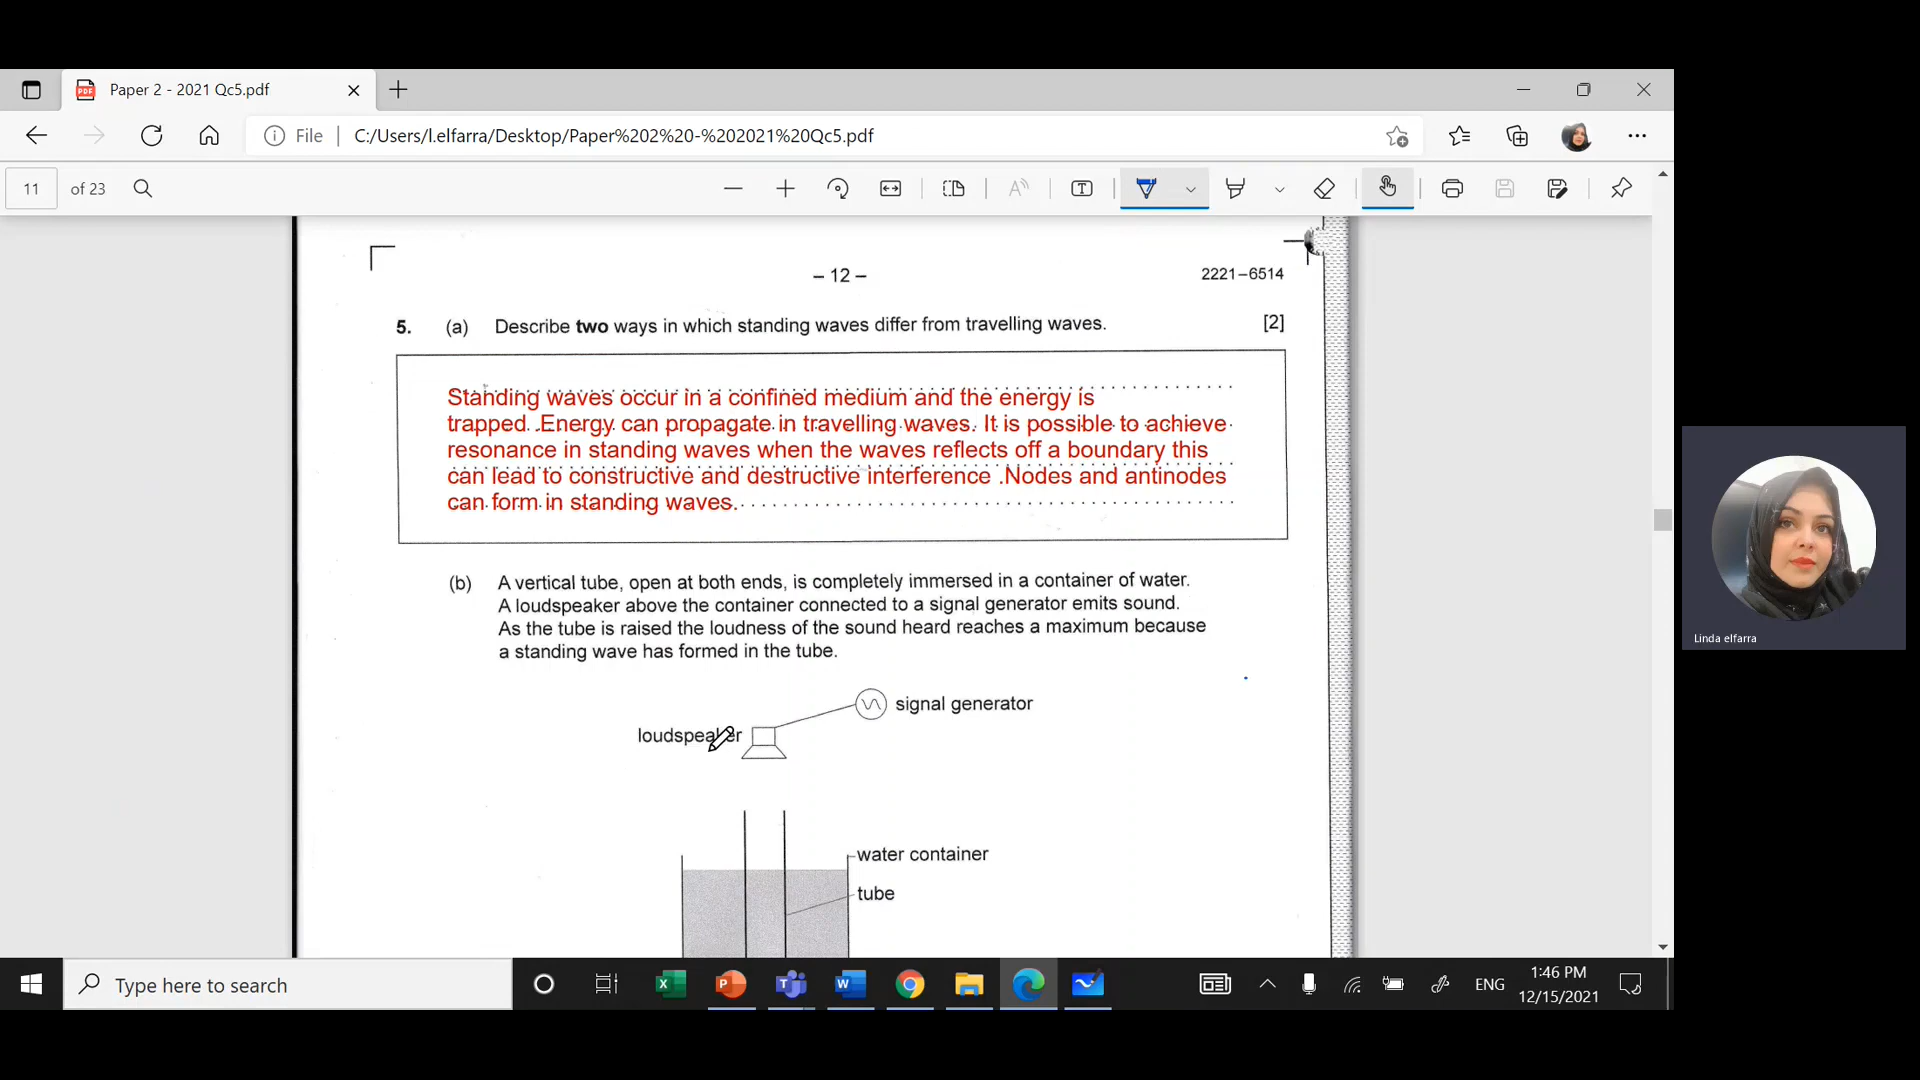 Paper 2 - 2021 Qc5.pdf
File
C:/Users/l.elfarra/Desktop/Paper%202%20-%202021%20Qc5.pdf
11 of 23
– 12 –
2221–6514
5. (a) Describe two ways in which standing waves differ from travelling waves. [2]
Standing waves occur in a confined medium and the energy is
trapped. .Energy can propagate in travelling waves. It is possible to achieve
resonance in standing waves when the waves reflects off a boundary this
can lead to constructive and destructive interference .Nodes and antinodes
can form in standing waves.
(b) A vertical tube, open at both ends, is completely immersed in a container of water.
A loudspeaker above the container connected to a signal generator emits sound.
As the tube is raised the loudness of the sound heard reaches a maximum because
a standing wave has formed in the tube.
signal generator
loudspeaker
water container
tube
Linda elfarra
Type here to search
ENG
1:46 PM
12/15/2021